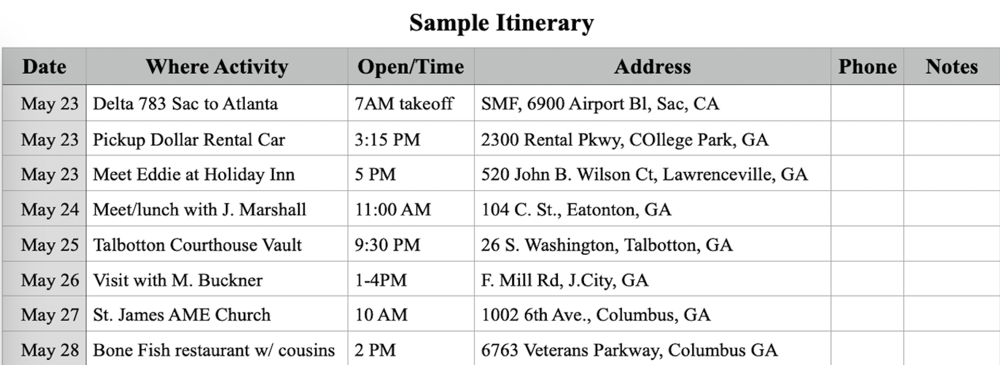 Sample Itinerary
Date Where Activity Open/Time Address Phone Notes
May 23 Delta 783 Sac to Atlanta 7AM takeoff SMF, 6900 Airport Bl, Sac, CA
May 23 Pickup Dollar Rental Car 3:15 PM 2300 Rental Pkwy, COllege Park, GA
May 23 Meet Eddie at Holiday Inn 5 PM 520 John B. Wilson Ct, Lawrenceville, GA
May 24 Meet/lunch with J. Marshall 11:00 AM 104 C. St., Eatonton, GA
May 25 Talbotton Courthouse Vault 9:30 PM 26 S. Washington, Talbotton, GA
May 26 Visit with M. Buckner 1-4PM F. Mill Rd, J.City, GA
May 27 St. James AME Church 10 AM 1002 6th Ave., Columbus, GA
May 28 Bone Fish restaurant w/ cousins 2 PM 6763 Veterans Parkway, Columbus GA